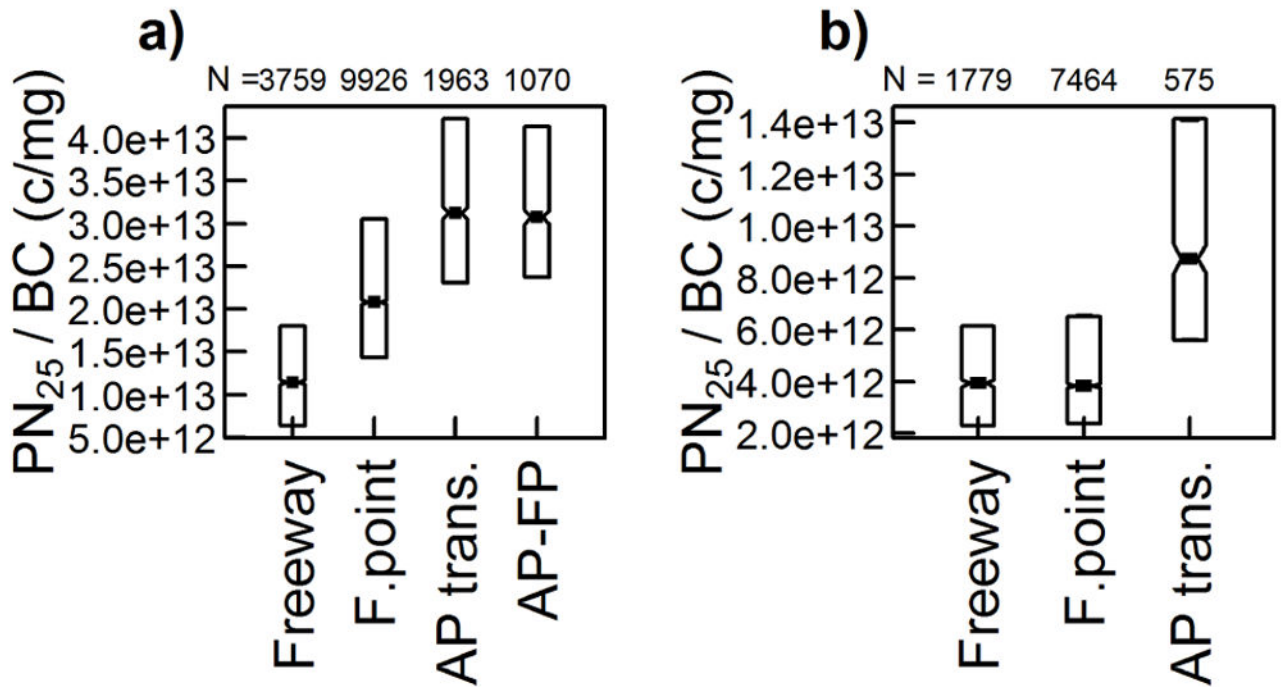 a)
N =3759 9926 1963 1070
PN25 / BC (c/mg)
4.0e+13
3.5e+13
3.0e+13
2.5e+13
2.0e+13
1.5e+13
1.0e+13
5.0e+12
Freeway
F.point
AP trans.
AP-FP
b)
N = 1779 7464 575
PN25 / BC (c/mg)
1.4e+13
1.2e+13
1.0e+13
8.0e+12
6.0e+12
4.0e+12
2.0e+12
Freeway
F.point
AP trans.